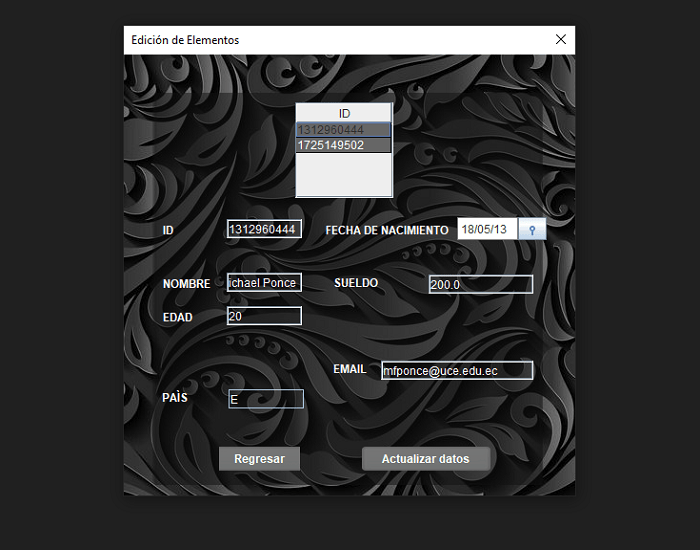 Edición de Elementos
ID
1312960444
1725149502
ID 1312960444 FECHA DE NACIMIENTO 18/05/13
NOMBRE ichael Ponce SUELDO 200.0
EDAD 20
EMAIL mfponce@uce.edu.ec
PAÌS E
Regresar Actualizar datos